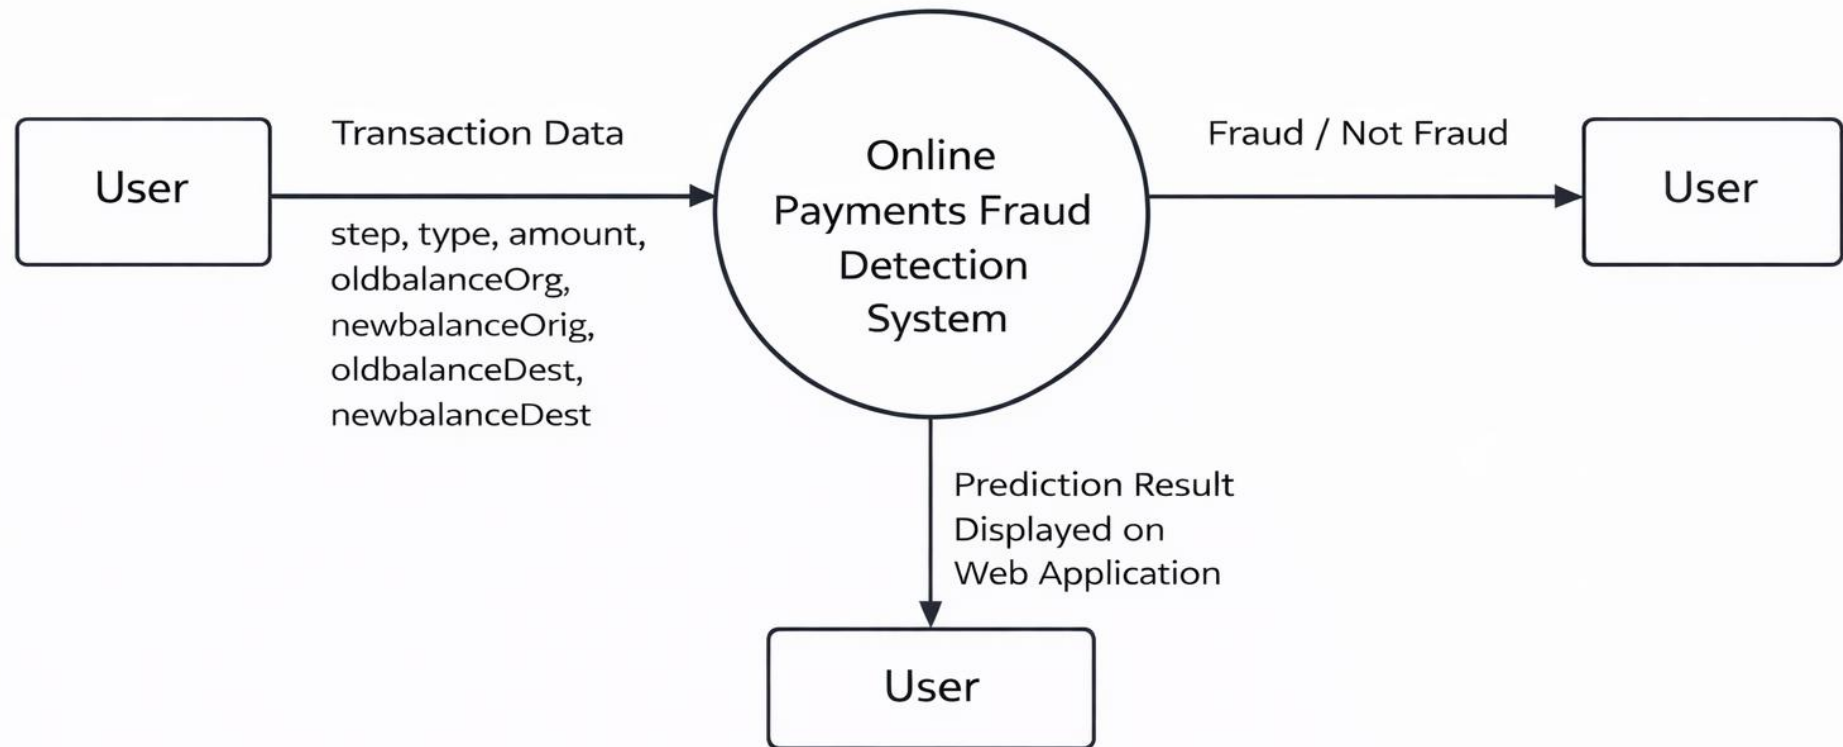 User
Transaction Data
step, type, amount,
oldbalanceOrg,
newbalanceOrig,
oldbalanceDest,
newbalanceDest
Online
Payments Fraud
Detection
System
Fraud / Not Fraud
User
Prediction Result
Displayed on
Web Application
User